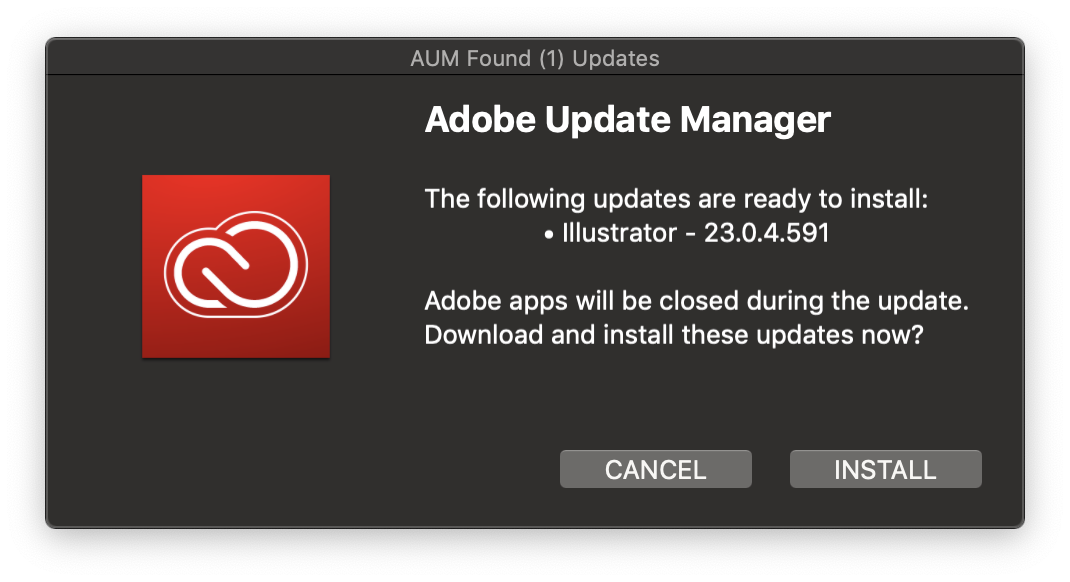 AUM Found (1) Updates
Adobe Update Manager
The following updates are ready to install:
• Illustrator - 23.0.4.591
Adobe apps will be closed during the update.
Download and install these updates now?
CANCEL
INSTALL